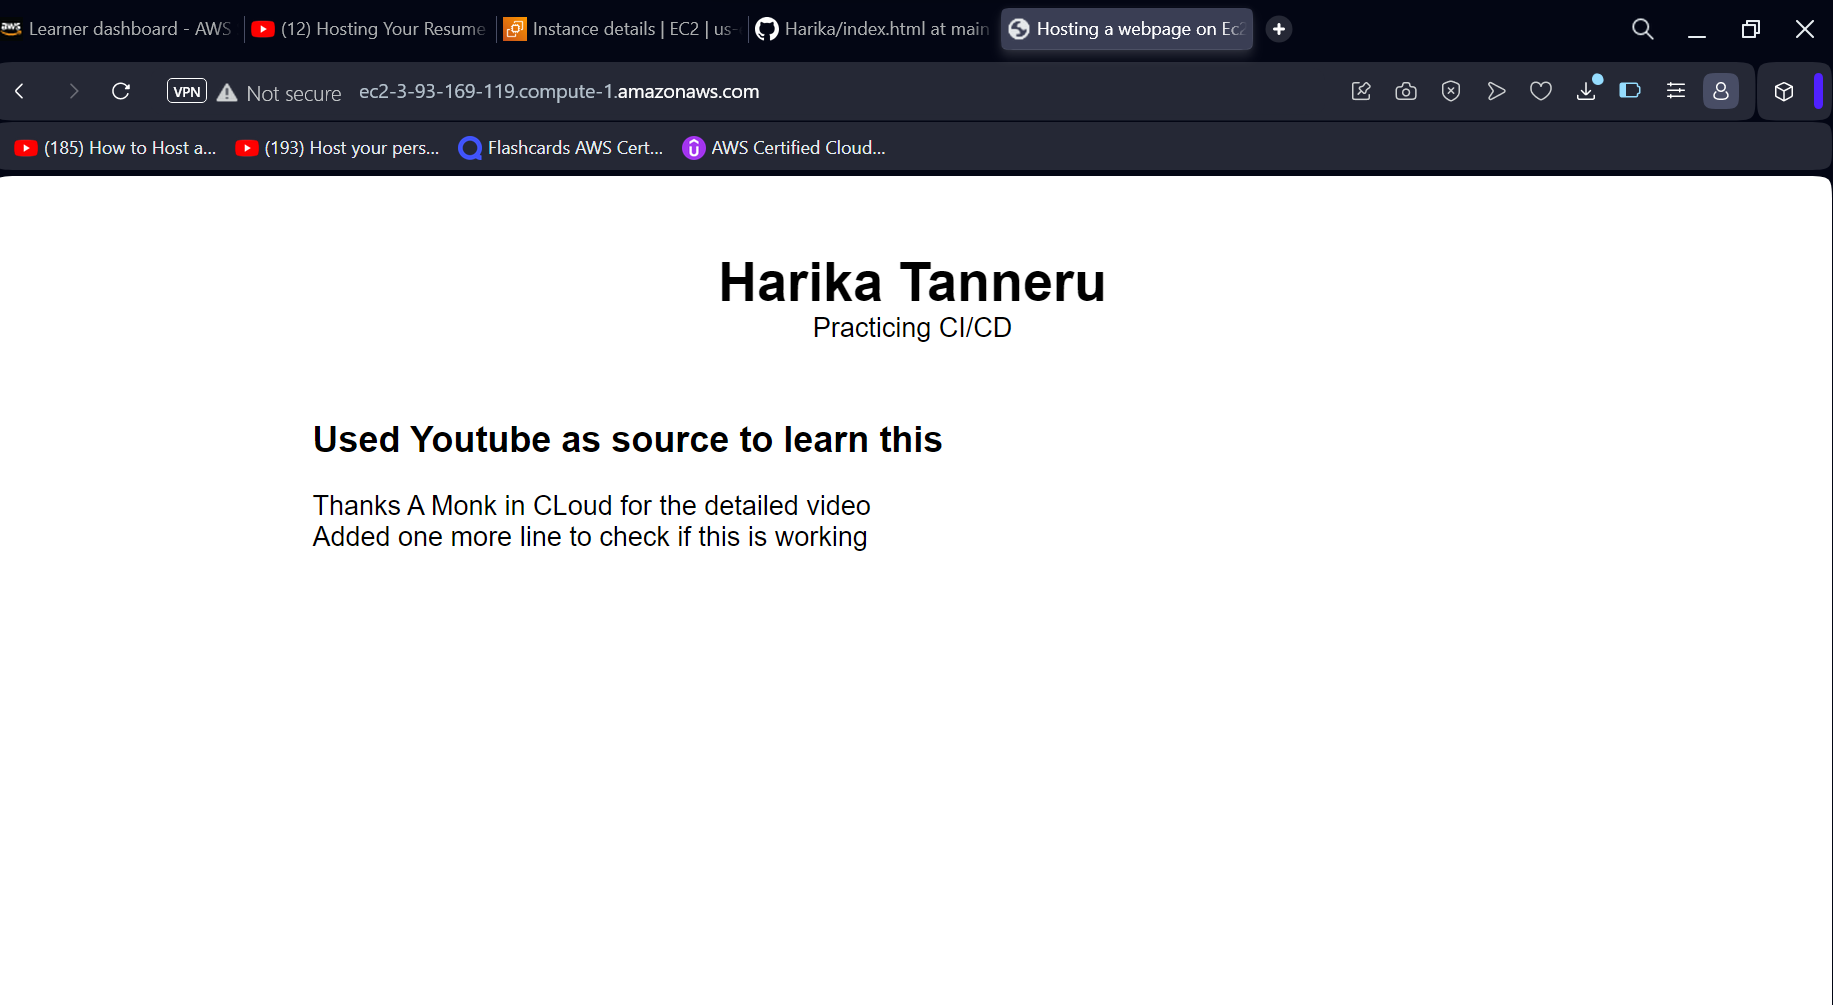 aws Learner dashboard - AWS
(12) Hosting Your Resume
Instance details | EC2 | us-
Harika/index.html at main
Hosting a webpage on Ec2
VPN Not secure ec2-3-93-169-119.compute-1.amazonaws.com
(185) How to Host a...
(193) Host your pers...
Flashcards AWS Cert...
AWS Certified Cloud...
Harika Tanneru
Practicing CI/CD
Used Youtube as source to learn this
Thanks A Monk in CLoud for the detailed video
Added one more line to check if this is working